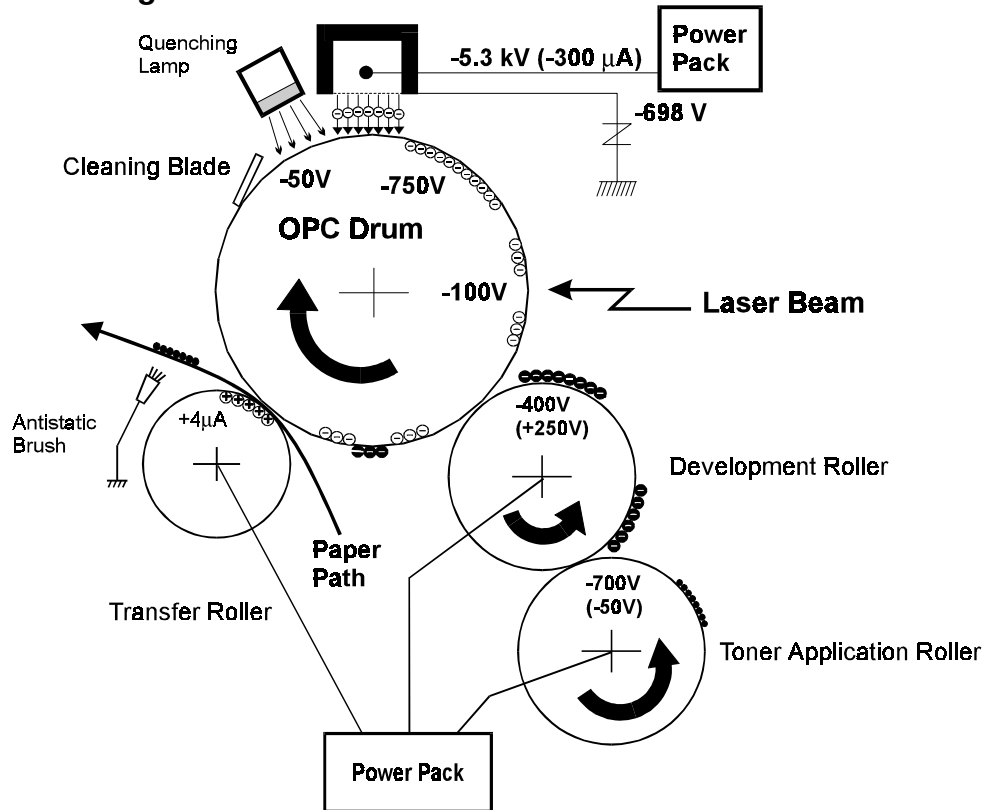 Quenching
Lamp
Power
Pack
-5.3 kV (-300 μA)
-698 V
Cleaning Blade
-50V
-750V
OPC Drum
-100V
Laser Beam
Antistatic
Brush
+4μA
-400V
(+250V)
Development Roller
Paper
Path
-700V
(-50V)
Transfer Roller
Toner Application Roller
Power Pack